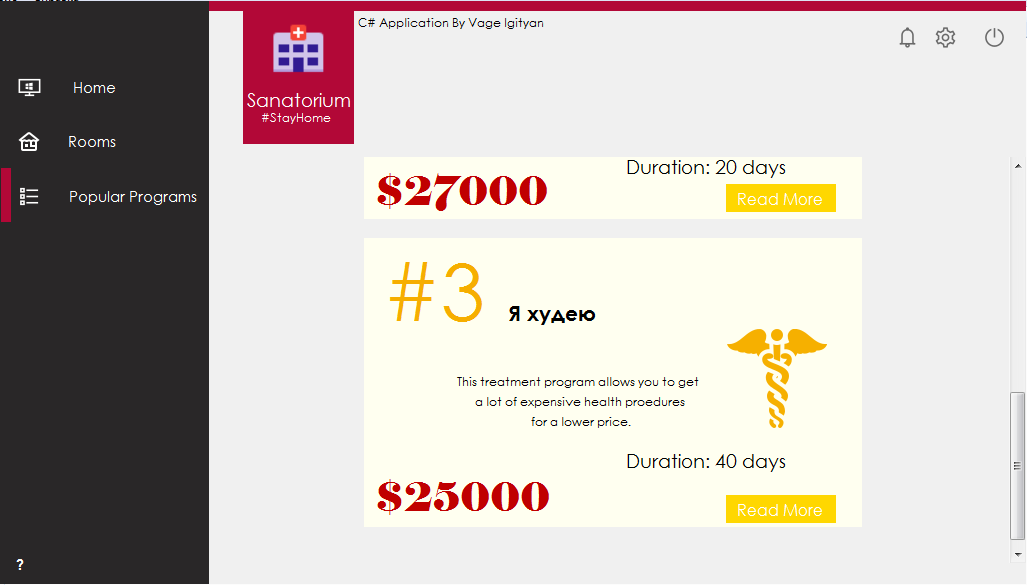 C# Application By Vage Igityan
Home
Rooms
Popular Programs
?
Sanatorium
#StayHome
Duration: 20 days
$27000
Read More
#3
Я худею
This treatment program allows you to get
a lot of expensive health proedures
for a lower price.
Duration: 40 days
$25000
Read More